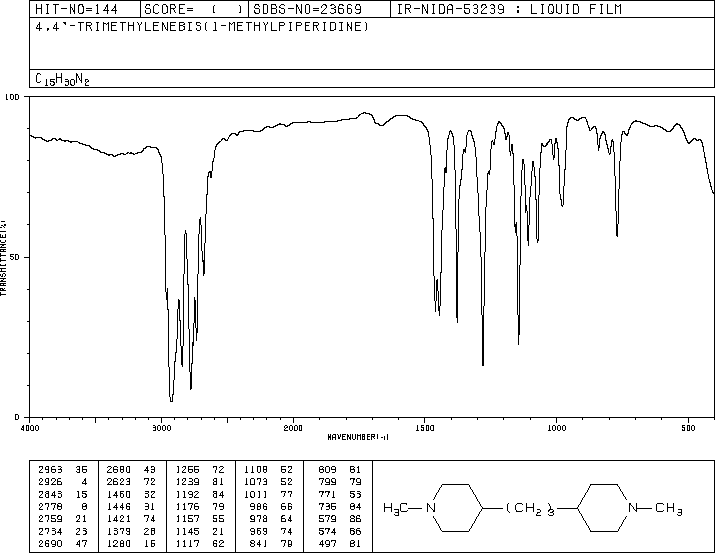 HIT-NO=144 SCORE= ( ) SDBS-NO=23669 IR-NIDA-53239 : LIQUID FILM
4,4'-TRIMETHYLENEBIS(1-METHYLPIPERIDINE)
C15H30N2
100
50
0
TRANSMITTANCE(%)
4000 3000 2000 1500 1000 500
WAVENUMBER(-1)
2963 36 2680 43 1266 72 1108 52 809 81
2926 4 2623 72 1239 81 1073 52 799 79
2843 15 1460 32 1192 84 1011 77 771 53
2778 8 1446 31 1176 79 986 66 735 84
2759 21 1421 74 1157 55 978 64 579 86
2734 23 1379 28 1145 21 969 74 574 86
2690 47 1280 16 1117 62 841 79 497 81
H3C N (CH2)3 N CH3